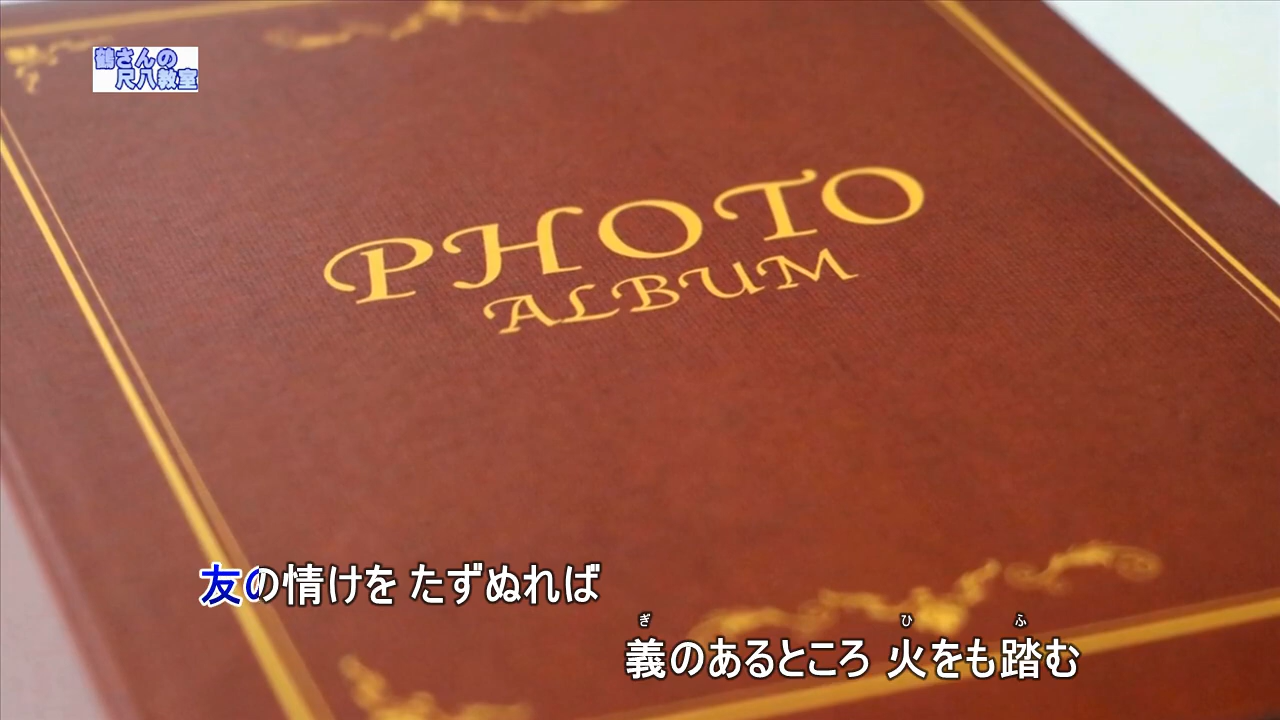 鶴さんの
尺八教室
PHOTO
ALBUM
友の情けを たずぬれば
ぎ ひ ふ
義のあるところ 火をも踏む